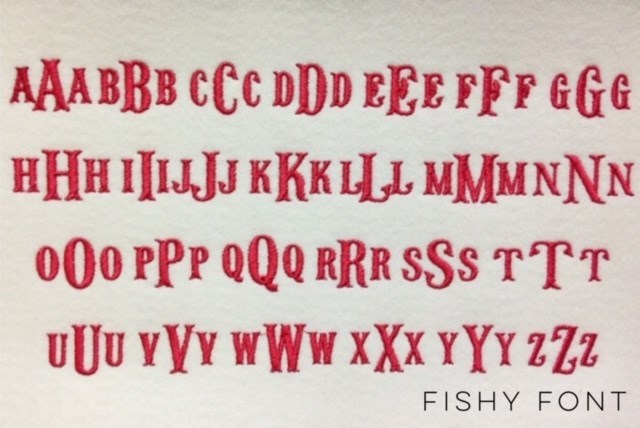 AAA BBB CCC DDD EEE FFF GGG
HHH III JJJ KKK LLL MMM NNN
OOO PPP QQQ RRR SSS TTT
UUU VVV WWW XXX YYY ZZZ
FISHY FONT